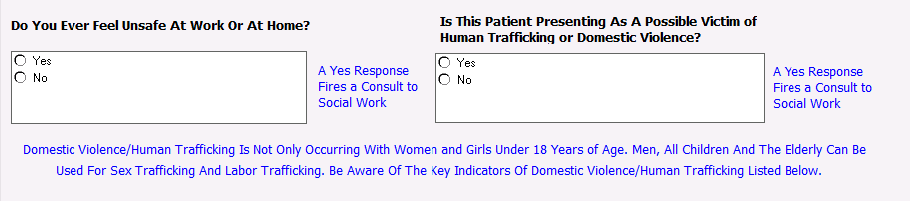 Do You Ever Feel Unsafe At Work Or At Home?
Yes
No
A Yes Response
Fires a Consult to
Social Work
Is This Patient Presenting As A Possible Victim of
Human Trafficking or Domestic Violence?
Yes
No
A Yes Response
Fires a Consult to
Social Work
Domestic Violence/Human Trafficking Is Not Only Occurring With Women and Girls Under 18 Years of Age. Men, All Children And The Elderly Can Be
Used For Sex Trafficking And Labor Trafficking. Be Aware Of The Key Indicators Of Domestic Violence/Human Trafficking Listed Below.